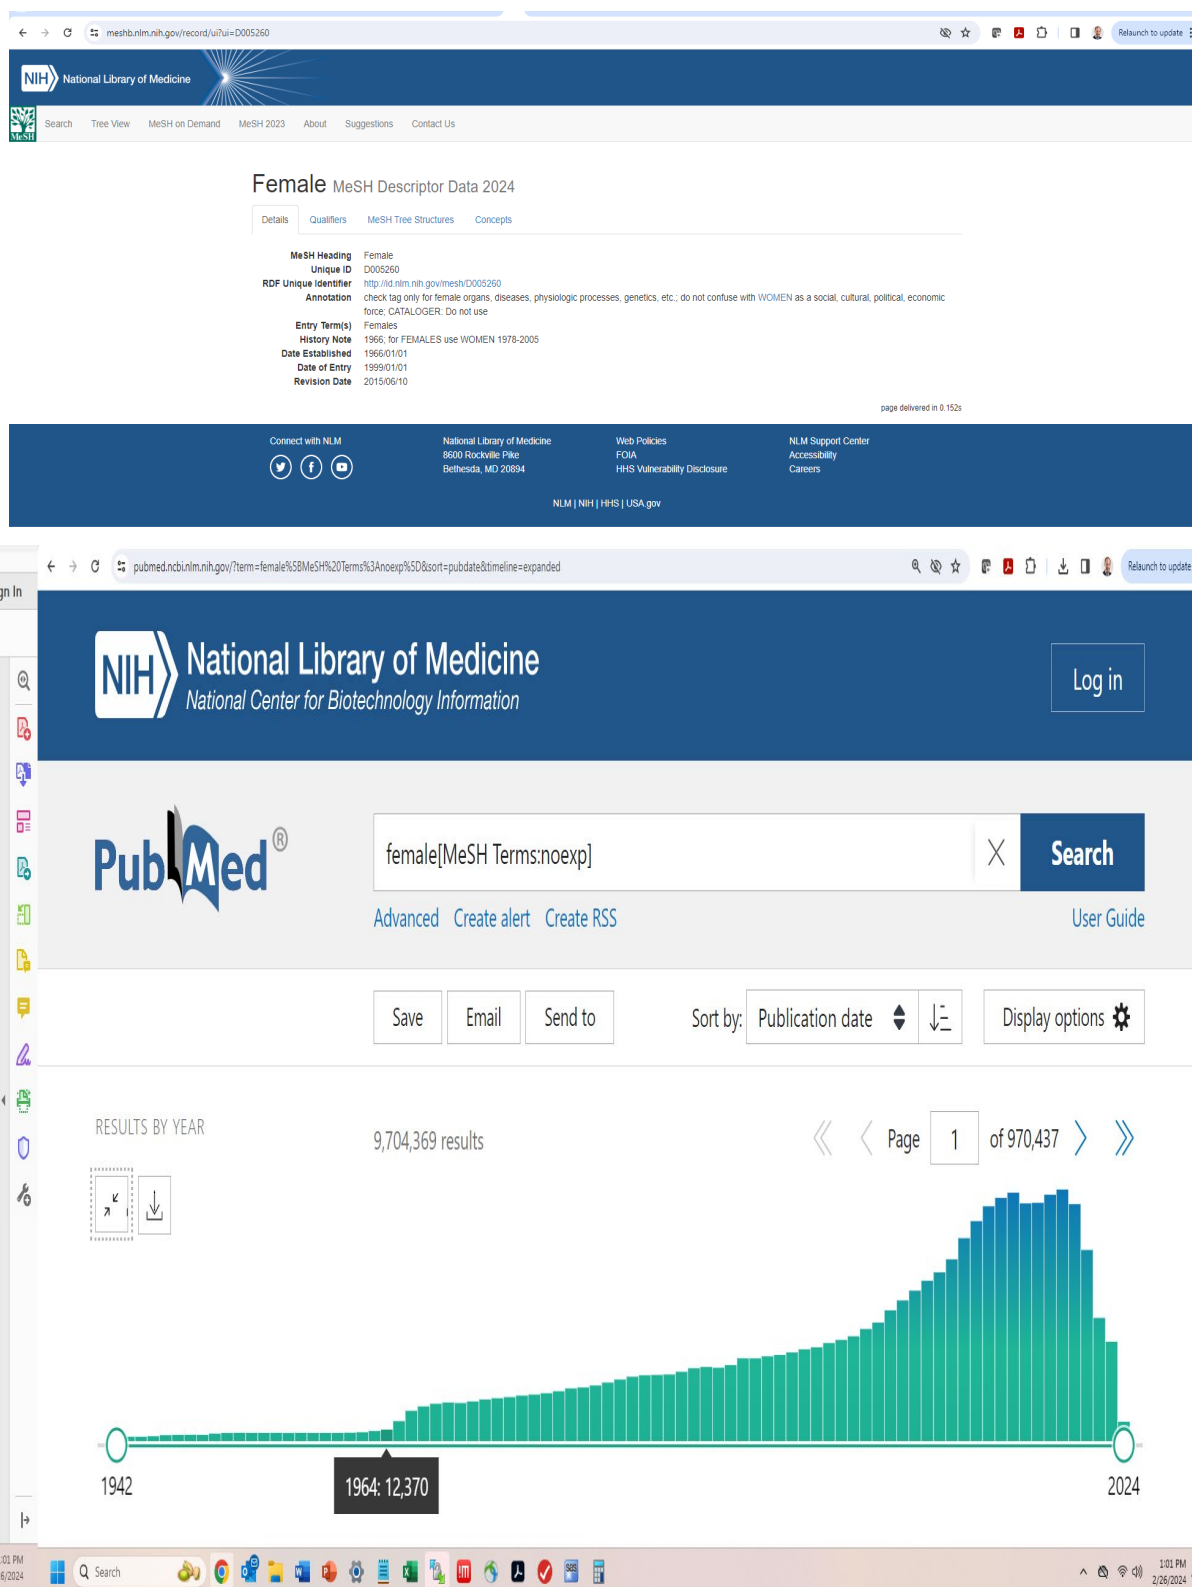 meshb.nlm.nih.gov/record/ui?ui=D005260
Relaunch to update
NIH National Library of Medicine
MeSH
Search Tree View MeSH on Demand MeSH 2023 About Suggestions Contact Us
Female MeSH Descriptor Data 2024
Details Qualifiers MeSH Tree Structures Concepts
MeSH Heading Female
Unique ID D005260
RDF Unique Identifier http://id.nlm.nih.gov/mesh/D005260
Annotation check tag only for female organs, diseases, physiologic processes, genetics, etc.; do not confuse with WOMEN as a social, cultural, political, economic
force; CATALOGER: Do not use
Entry Term(s) Females
History Note 1966; for FEMALES use WOMEN 1978-2005
Date Established 1966/01/01
Date of Entry 1999/01/01
Revision Date 2015/06/10
page delivered in 0.152s
Connect with NLM National Library of Medicine Web Policies NLM Support Center
8600 Rockville Pike FOIA Accessibility
Bethesda, MD 20894 HHS Vulnerability Disclosure Careers
NLM | NIH | HHS | USA.gov
pubmed.ncbi.nlm.nih.gov/?term=female%5BMeSH%20Terms%3Anoexp%5D&sort=pubdate&timeline=expanded
Relaunch to update
gn In
NIH National Library of Medicine
National Center for Biotechnology Information
Log in
PubMed®
female[MeSH Terms:noexp]
Search
Advanced Create alert Create RSS User Guide
Save Email Send to Sort by: Publication date Display options
RESULTS BY YEAR
9,704,369 results
Page 1 of 970,437
1942
1964: 12,370
2024
:01 PM
6/2024
Search
SAS
1:01 PM
2/26/2024